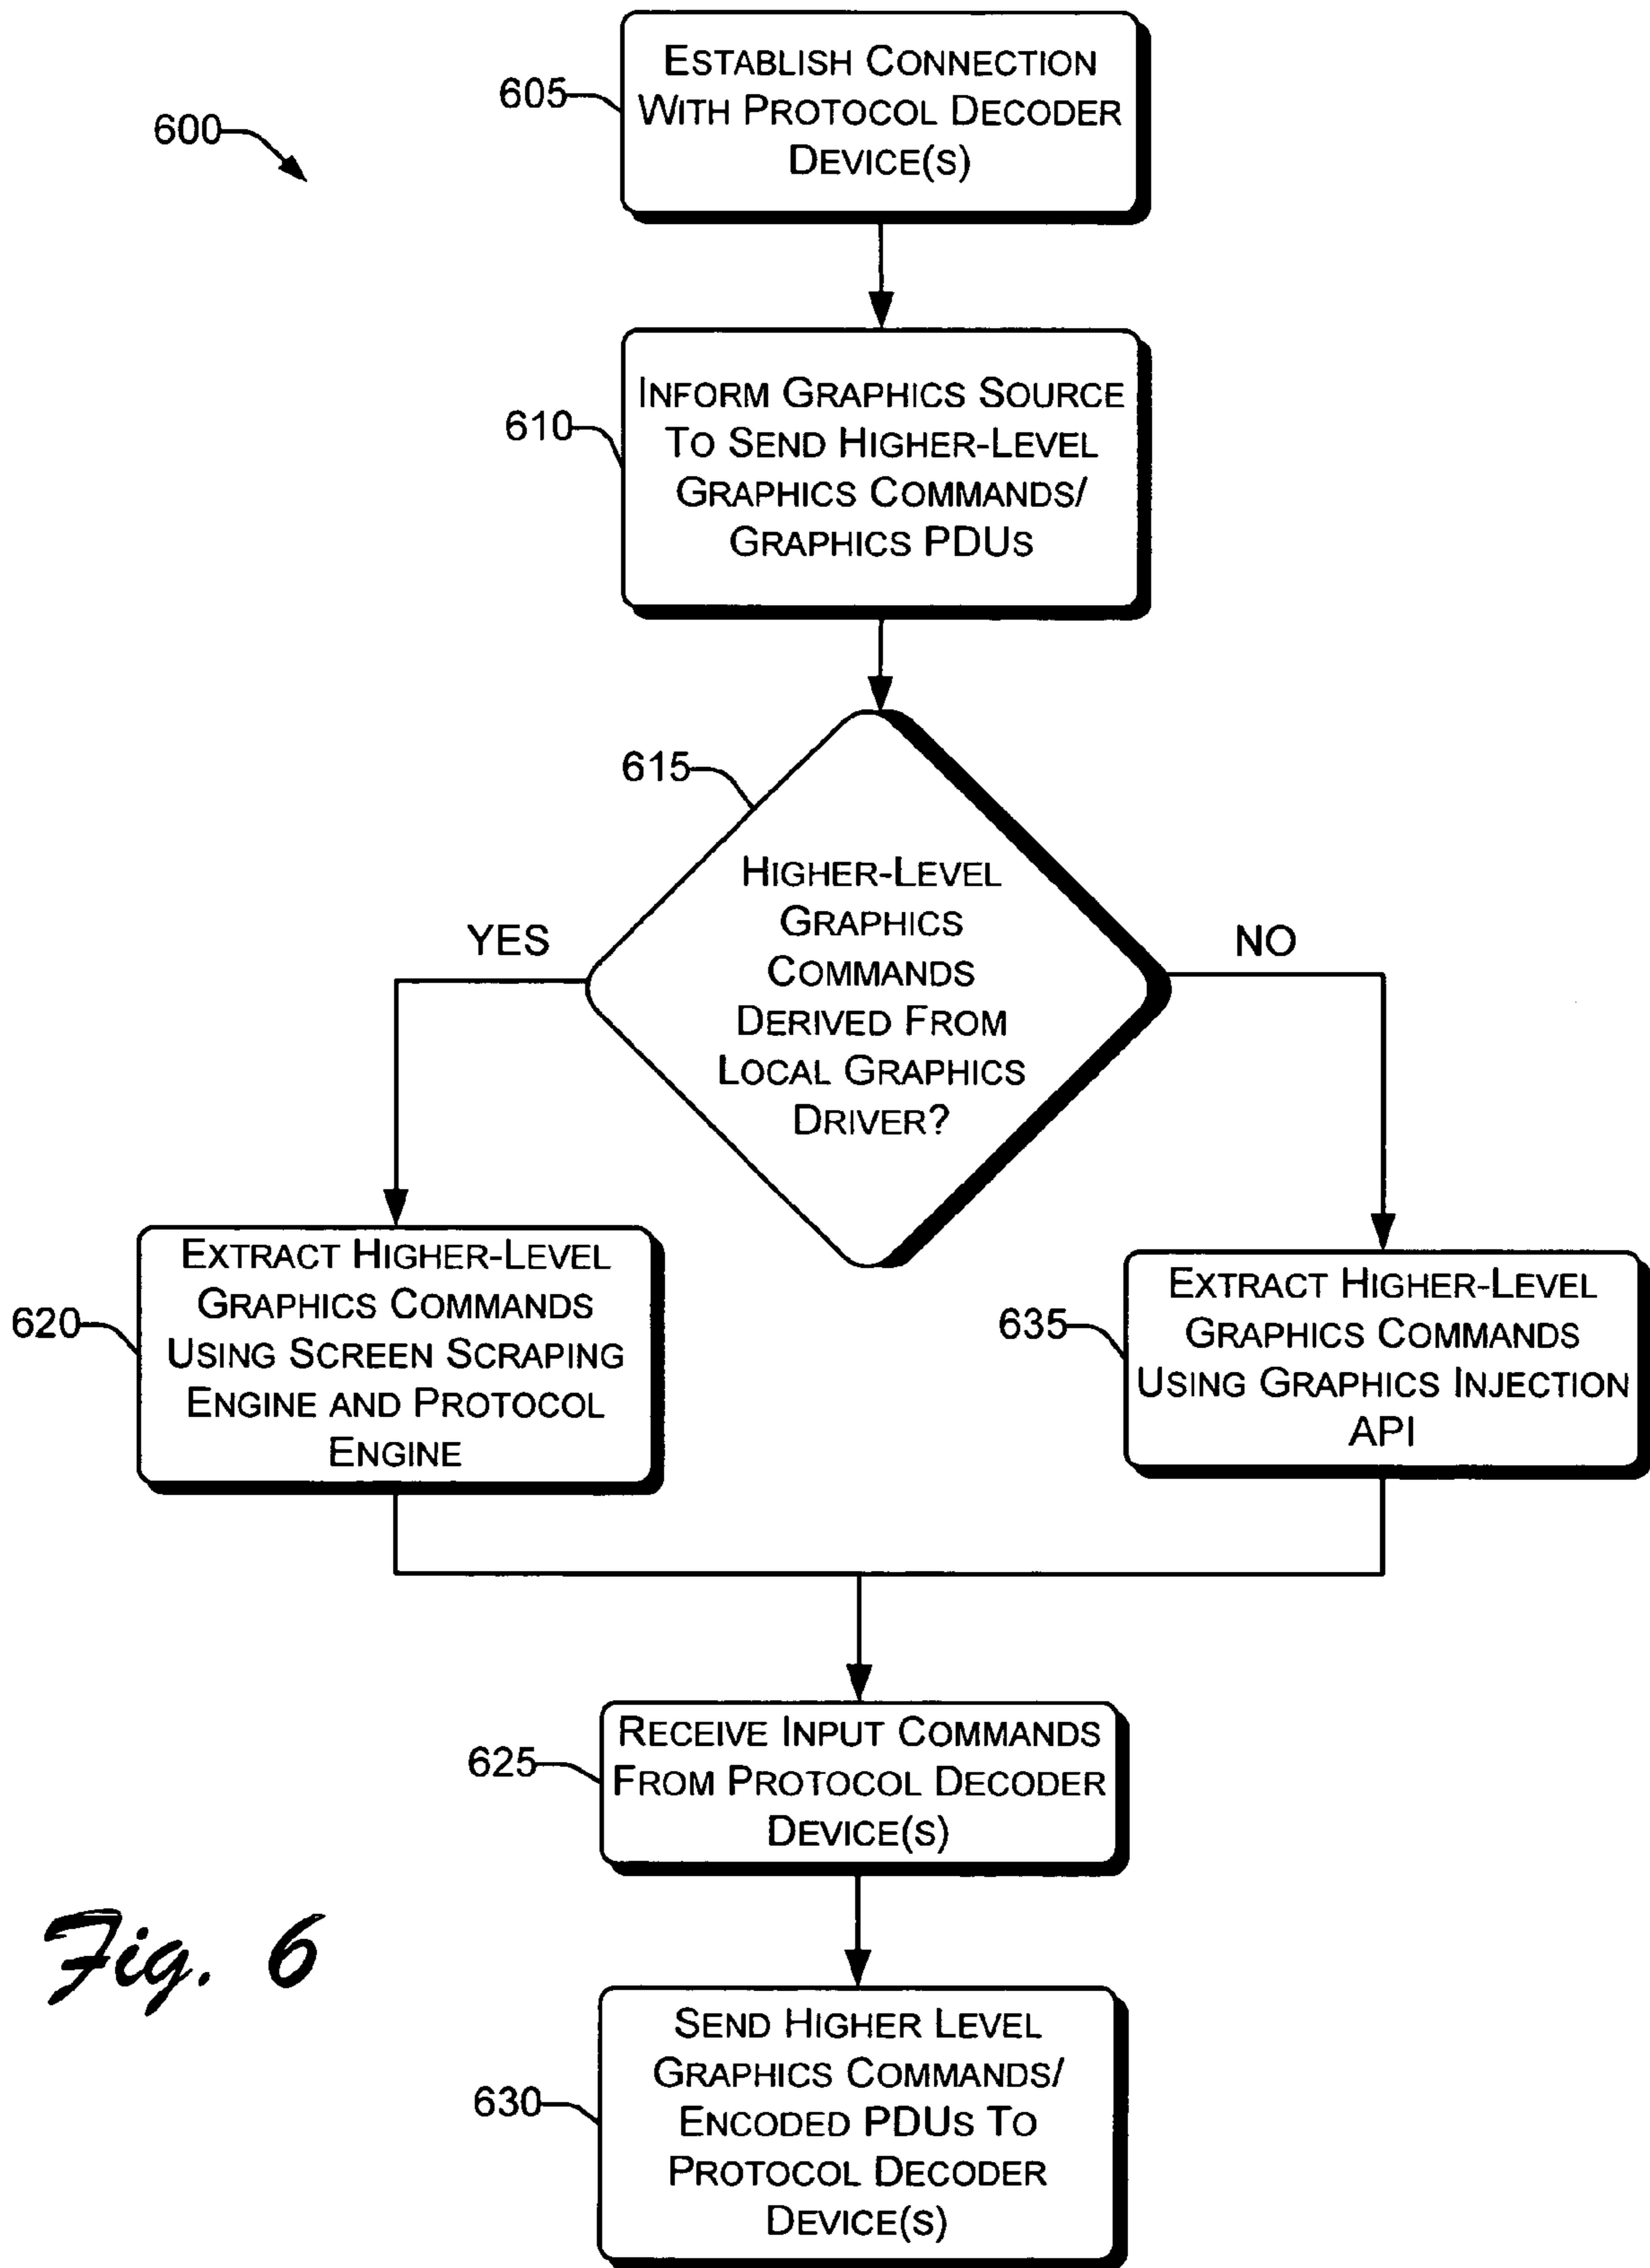 600
605
ESTABLISH CONNECTION
WITH PROTOCOL DECODER
DEVICE(S)
610
INFORM GRAPHICS SOURCE
TO SEND HIGHER-LEVEL
GRAPHICS COMMANDS/
GRAPHICS PDUS
615
HIGHER-LEVEL
GRAPHICS
COMMANDS
DERIVED FROM
LOCAL GRAPHICS
DRIVER?
YES
NO
620
EXTRACT HIGHER-LEVEL
GRAPHICS COMMANDS
USING SCREEN SCRAPING
ENGINE AND PROTOCOL
ENGINE
635
EXTRACT HIGHER-LEVEL
GRAPHICS COMMANDS
USING GRAPHICS INJECTION
API
625
RECEIVE INPUT COMMANDS
FROM PROTOCOL DECODER
DEVICE(S)
630
SEND HIGHER LEVEL
GRAPHICS COMMANDS/
ENCODED PDUS TO
PROTOCOL DECODER
DEVICE(S)
Fig. 6